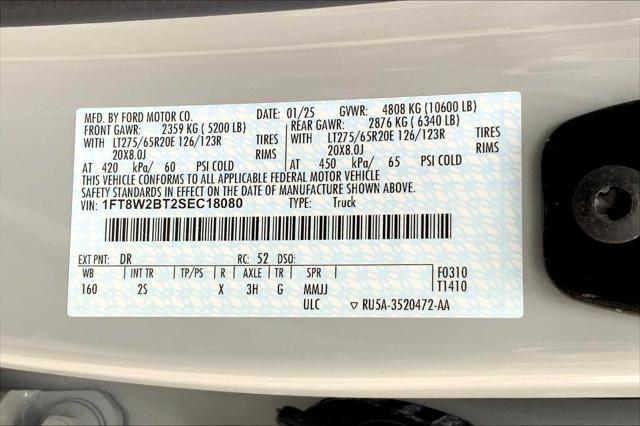 MFD. BY FORD MOTOR CO. DATE: 01/25 GVWR: 4808 KG (10600 LB)
FRONT GAWR: 2359 KG ( 5200 LB) REAR GAWR: 2876 KG ( 6340 LB)
WITH LT275/65R20E 126/123R TIRES WITH LT275/65R20E 126/123R TIRES
20X8.0J RIMS 20X8.0J RIMS
AT 420 kPa/ 60 PSI COLD AT 450 kPa/ 65 PSI COLD
THIS VEHICLE CONFORMS TO ALL APPLICABLE FEDERAL MOTOR VEHICLE
SAFETY STANDARDS IN EFFECT ON DATE OF MANUFACTURE SHOWN ABOVE.
VIN: 1FT8W2BT2SEC18080 TYPE: Truck
EXT PNT: DR RC: 52 DSO:
WB INT TR TP/PS R AXLE TR SPR F0310
160 2S X 3H G MMJJ T1410
ULC ▽ RU5A-3520472-AA